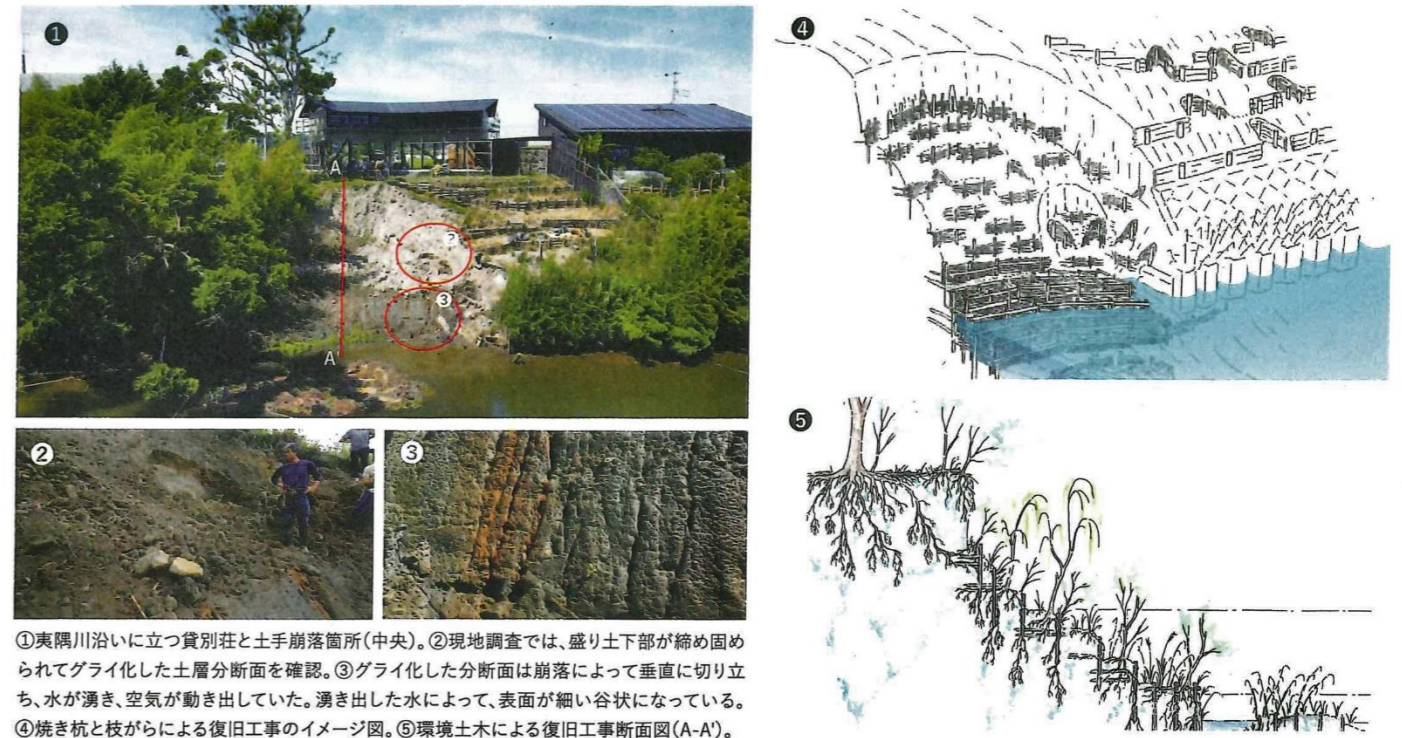 ①
A
?
③
A'
②
③
④
⑤
①夷隅川沿いに立つ貸別荘と土手崩落箇所(中央)。②現地調査では、盛り土下部が締め固め
られてグライ化した土層分断面を確認。③グライ化した分断面は崩落によって垂直に切り立
ち、水が湧き、空気が動き出していた。湧き出した水によって、表面が細い谷状になっている。
④焼き杭と枝がらによる復旧工事のイメージ図。⑤環境土木による復旧工事断面図(A-A')。